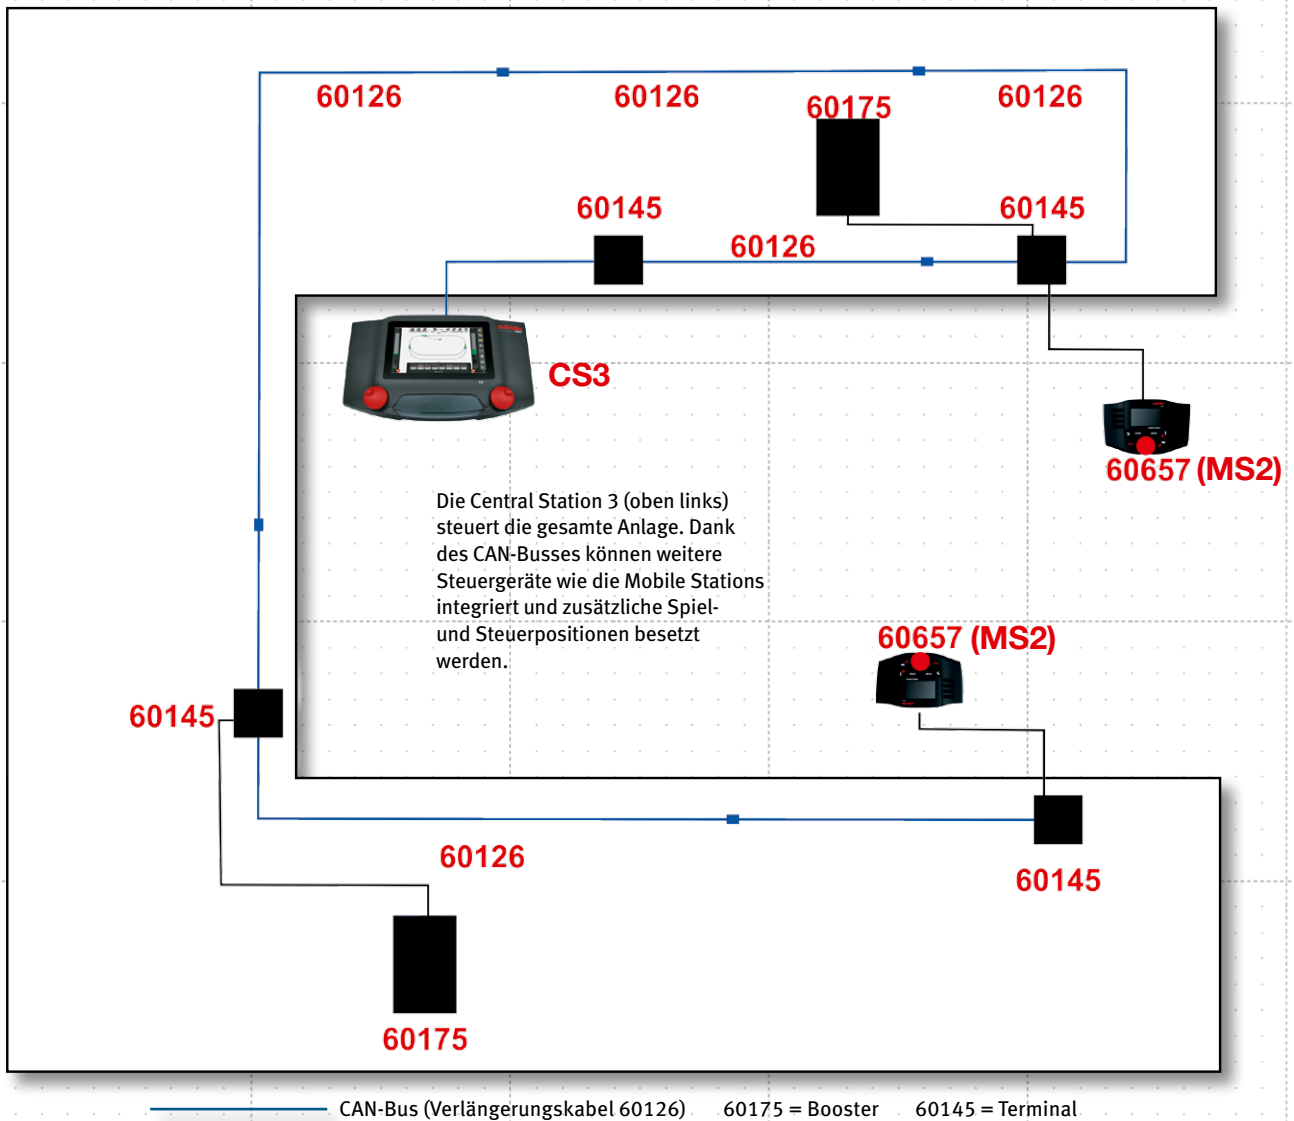 60126 60126 60126
60175
60145 60145
60126
CS3
60657 (MS2)
Die Central Station 3 (oben links)
steuert die gesamte Anlage. Dank
des CAN-Busses können weitere
Steuergeräte wie die Mobile Stations
integriert und zusätzliche Spiel-
und Steuerpositionen besetzt
werden.
60657 (MS2)
60145
60126
60145
60175
CAN-Bus (Verlängerungskabel 60126) 60175 = Booster 60145 = Terminal